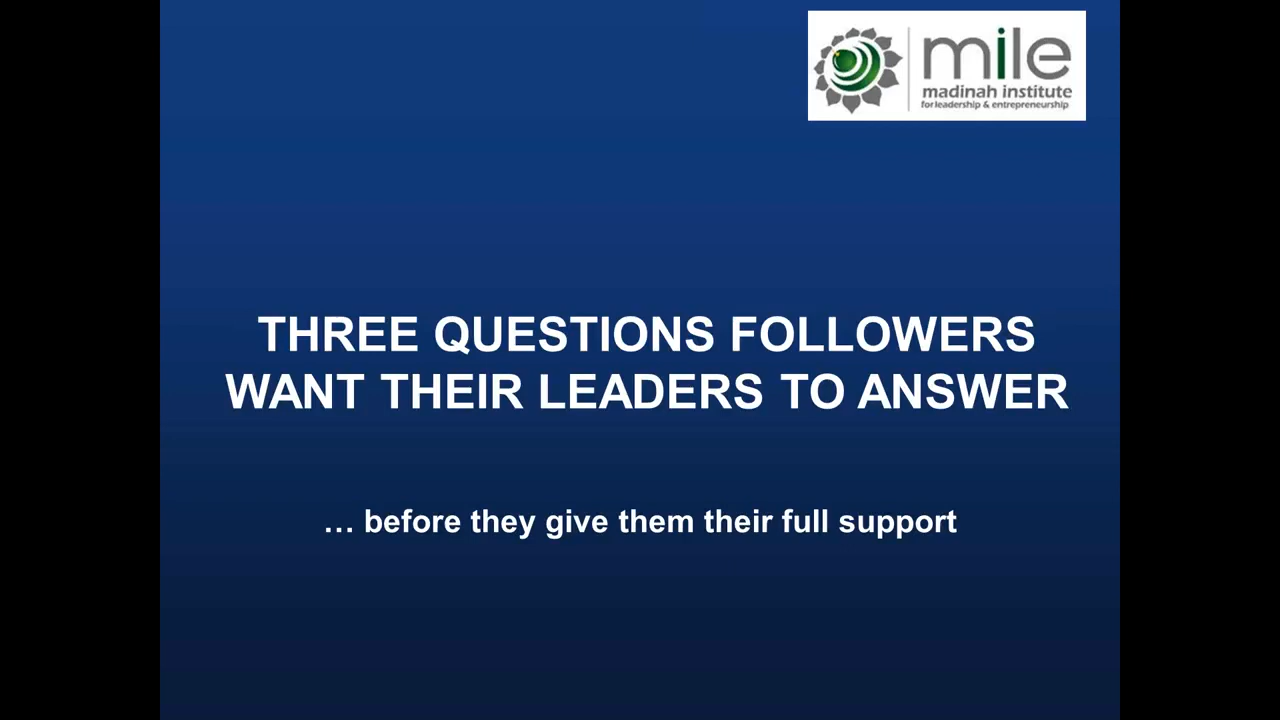 mile
madinah institute
for leadership & entrepreneurship
THREE QUESTIONS FOLLOWERS
WANT THEIR LEADERS TO ANSWER
… before they give them their full support